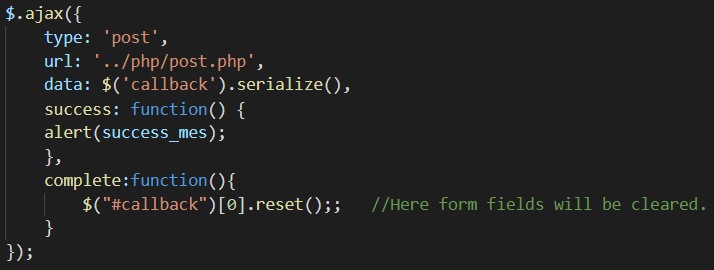 $.ajax({
type: 'post',
url: '../php/post.php',
data: $('callback').serialize(),
success: function() {
alert(success_mes);
},
complete:function(){
$("#callback")[0].reset();; //Here form fields will be cleared.
}
});